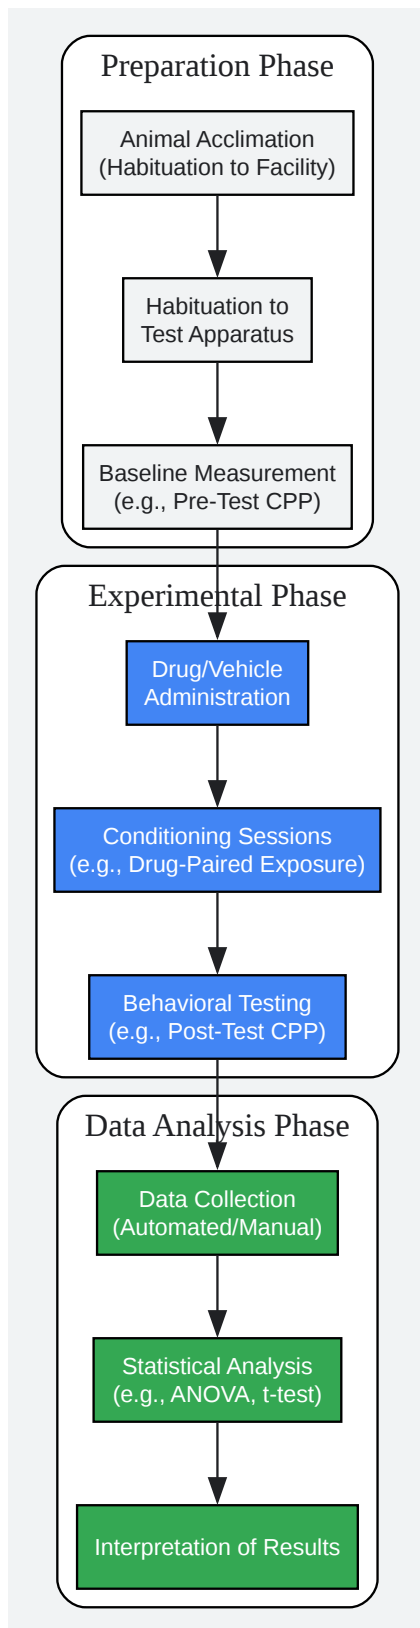 Preparation Phase
Animal Acclimation
(Habituation to Facility)
Habituation to
Test Apparatus
Baseline Measurement
(e.g., Pre-Test CPP)
Experimental Phase
Drug/Vehicle
Administration
Conditioning Sessions
(e.g., Drug-Paired Exposure)
Behavioral Testing
(e.g., Post-Test CPP)
Data Analysis Phase
Data Collection
(Automated/Manual)
Statistical Analysis
(e.g., ANOVA, t-test)
Interpretation of Results